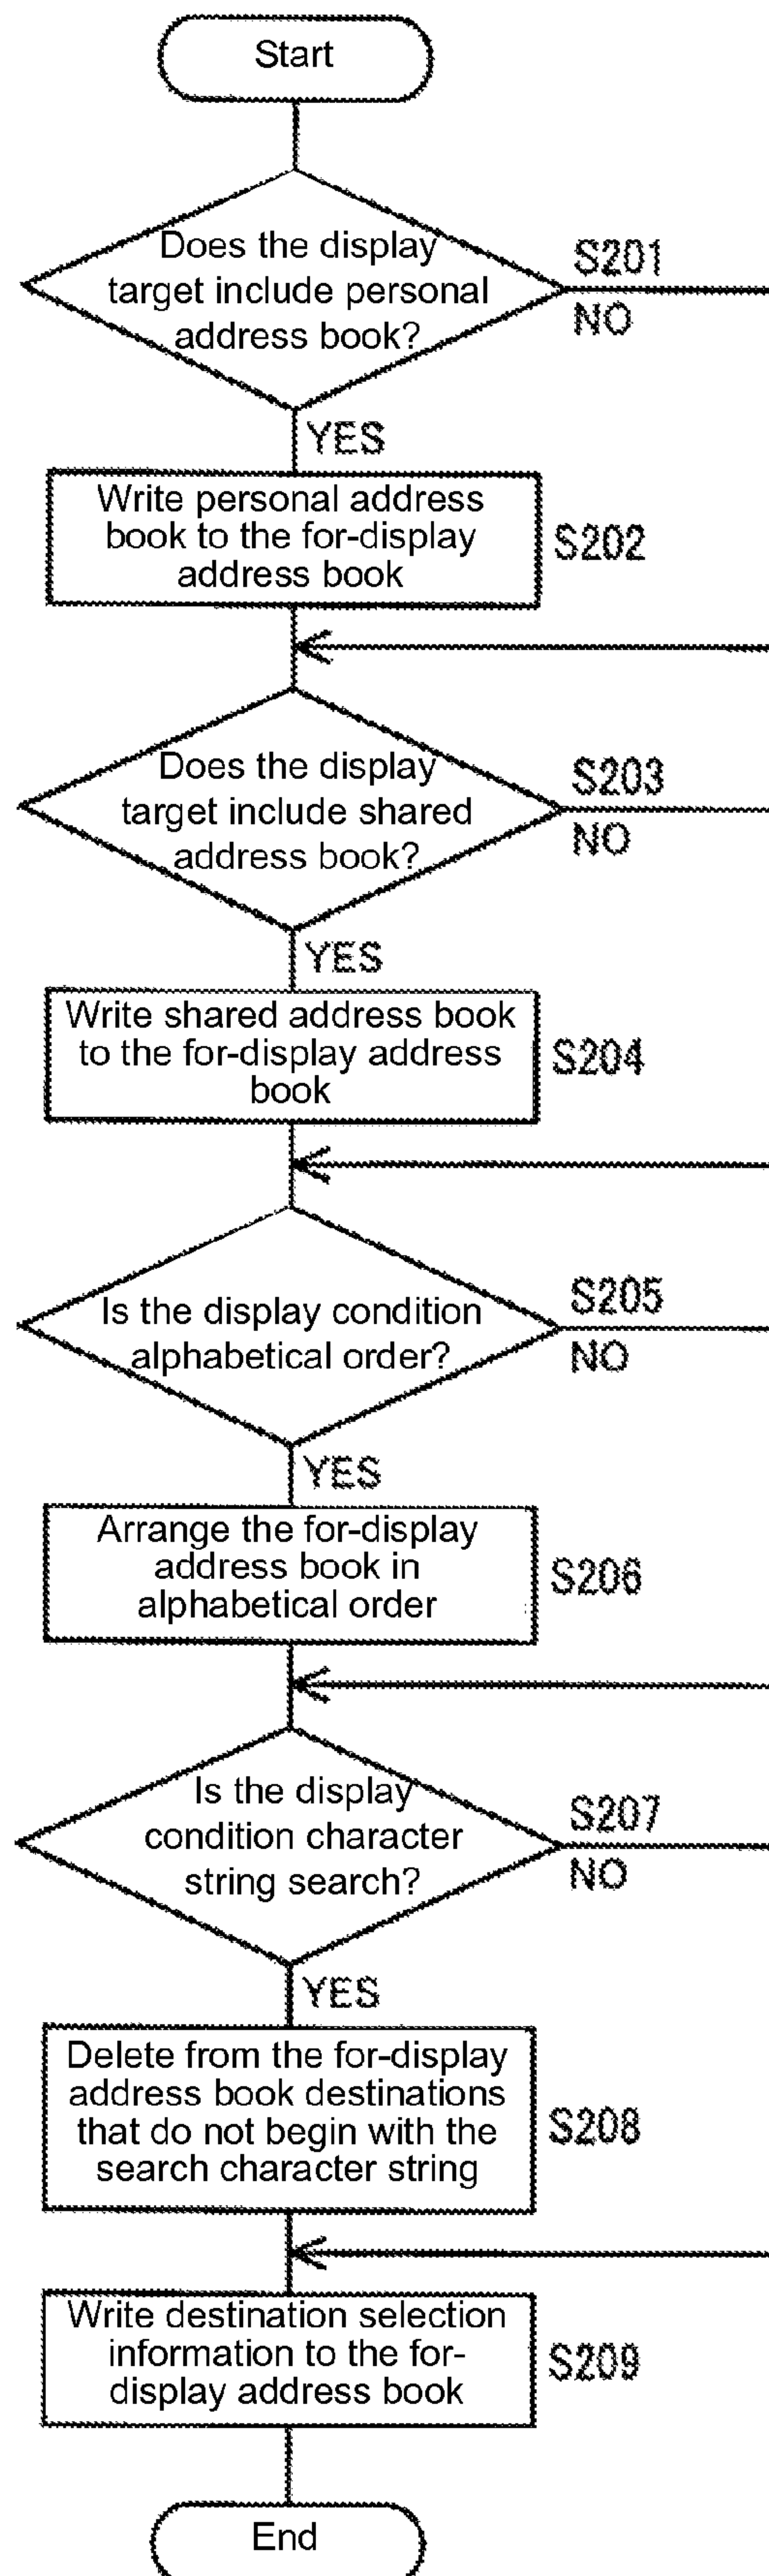 Start
Does the display
target include personal
address book?
S201
NO
YES
Write personal address
book to the for-display
address book
S202
Does the display
target include shared
address book?
S203
NO
YES
Write shared address book
to the for-display address
book
S204
Is the display condition
alphabetical order?
S205
NO
YES
Arrange the for-display
address book in
alphabetical order
S206
Is the display
condition character
string search?
S207
NO
YES
Delete from the for-display
address book destinations
that do not begin with the
search character string
S208
Write destination selection
information to the for-
display address book
S209
End